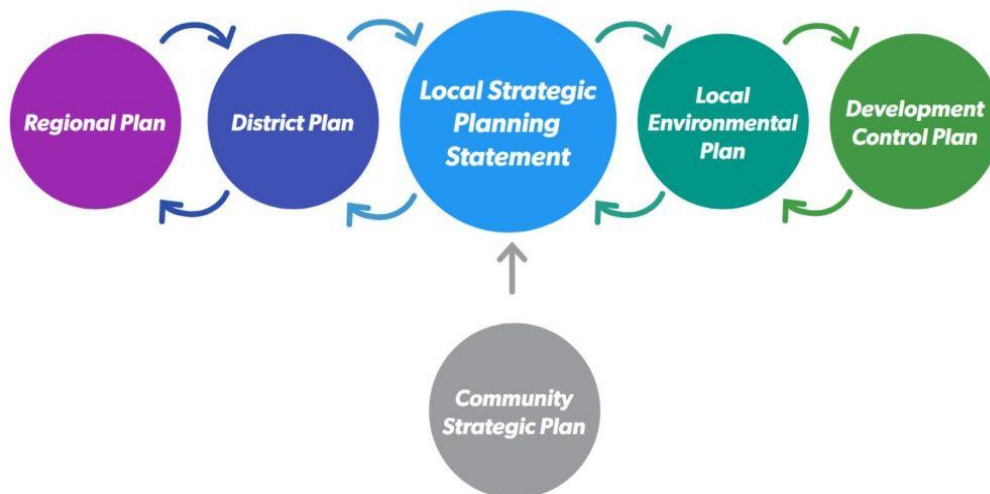 Regional Plan
District Plan
Local Strategic
Planning
Statement
Local
Environmental
Plan
Development
Control Plan
Community
Strategic Plan